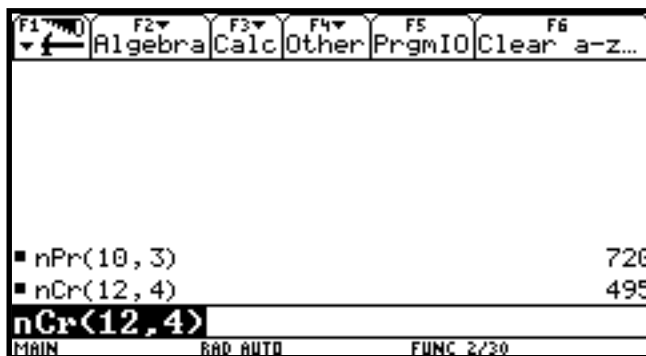 F1 F2 Algebra F3 Calc F4 Other F5 PrgmIO F6 Clear a-z…
▪ nPr(10,3) 720
▪ nCr(12,4) 495
nCr(12,4)
MAIN RAD AUTO FUNC 2/30